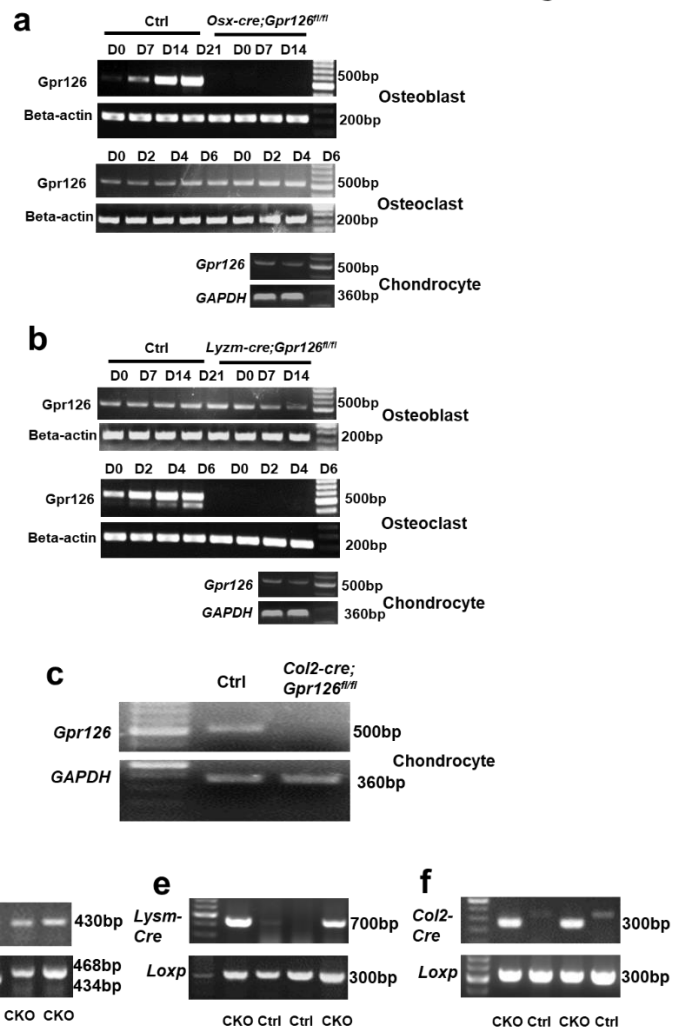 a
Ctrl Osx-cre;Gpr126fl/fl
D0 D7 D14 D21 D0 D7 D14
Gpr126 500bp
Osteoblast
Beta-actin 200bp
D0 D2 D4 D6 D0 D2 D4 D6
Gpr126 500bp
Osteoclast
Beta-actin 200bp
Gpr126 500bp
Chondrocyte
GAPDH 360bp
b
Ctrl Lyzm-cre;Gpr126fl/fl
D0 D7 D14 D21 D0 D7 D14
Gpr126 500bp
Osteoblast
Beta-actin 200bp
D0 D2 D4 D6 D0 D2 D4 D6
Gpr126 500bp
Osteoclast
Beta-actin 200bp
Gpr126 500bp
Chondrocyte
GAPDH 360bp
c
Ctrl Col2-cre;
Gpr126fl/fl
Gpr126 500bp
Chondrocyte
GAPDH 360bp
430bp
468bp
434bp
CKO CKO
e
Lysm-
Cre 700bp
Loxp 300bp
CKO Ctrl Ctrl CKO
f
Col2-
Cre 300bp
Loxp 300bp
CKO Ctrl CKO Ctrl